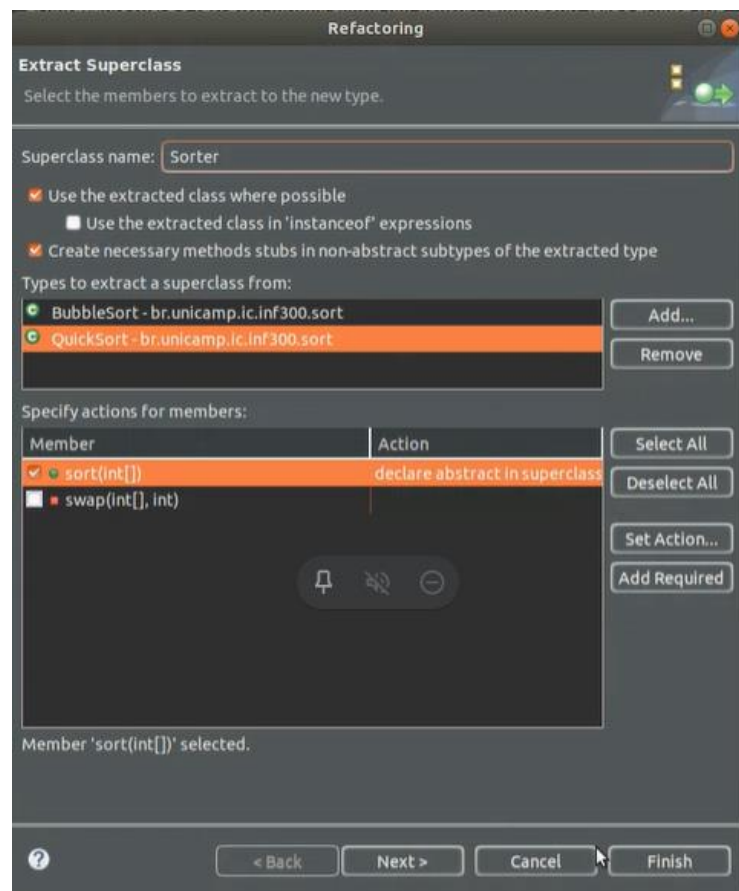 Refactoring
Extract Superclass
Select the members to extract to the new type.
Superclass name: Sorter
Use the extracted class where possible
Use the extracted class in 'instanceof' expressions
Create necessary methods stubs in non-abstract subtypes of the extracted type
Types to extract a superclass from:
BubbleSort - br.unicamp.ic.inf300.sort
Add...
QuickSort - br.unicamp.ic.inf300.sort
Remove
Specify actions for members:
Member Action
Select All
sort(int[]) declare abstract in superclass
Deselect All
swap(int[], int)
Set Action...
Add Required
Member 'sort(int[])' selected.
< Back Next > Cancel Finish